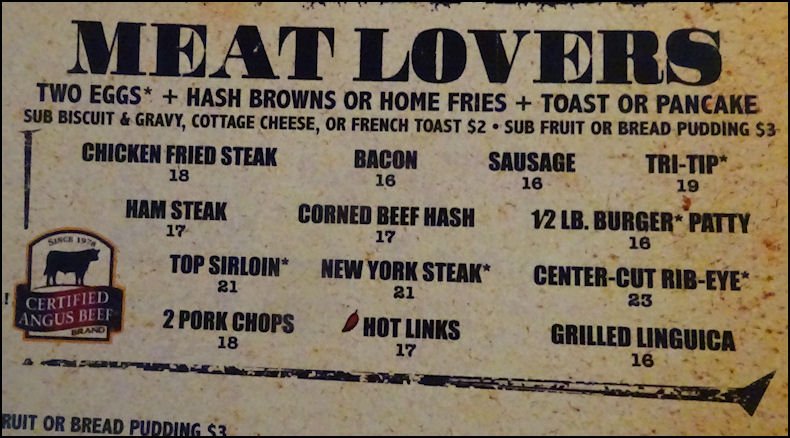 MEAT LOVERS
TWO EGGS* + HASH BROWNS OR HOME FRIES + TOAST OR PANCAKE
SUB BISCUIT & GRAVY, COTTAGE CHEESE, OR FRENCH TOAST $2 • SUB FRUIT OR BREAD PUDDING $3
CHICKEN FRIED STEAK BACON SAUSAGE TRI-TIP*
18 16 16 19
HAM STEAK CORNED BEEF HASH 1/2 LB. BURGER* PATTY
17 17 16
TOP SIRLOIN* NEW YORK STEAK* CENTER-CUT RIB-EYE*
21 21 23
2 PORK CHOPS HOT LINKS GRILLED LINGUICA
18 17 16
SINCE 1978
CERTIFIED
ANGUS BEEF
BRAND
!
RUIT OR BREAD PUDDING $3